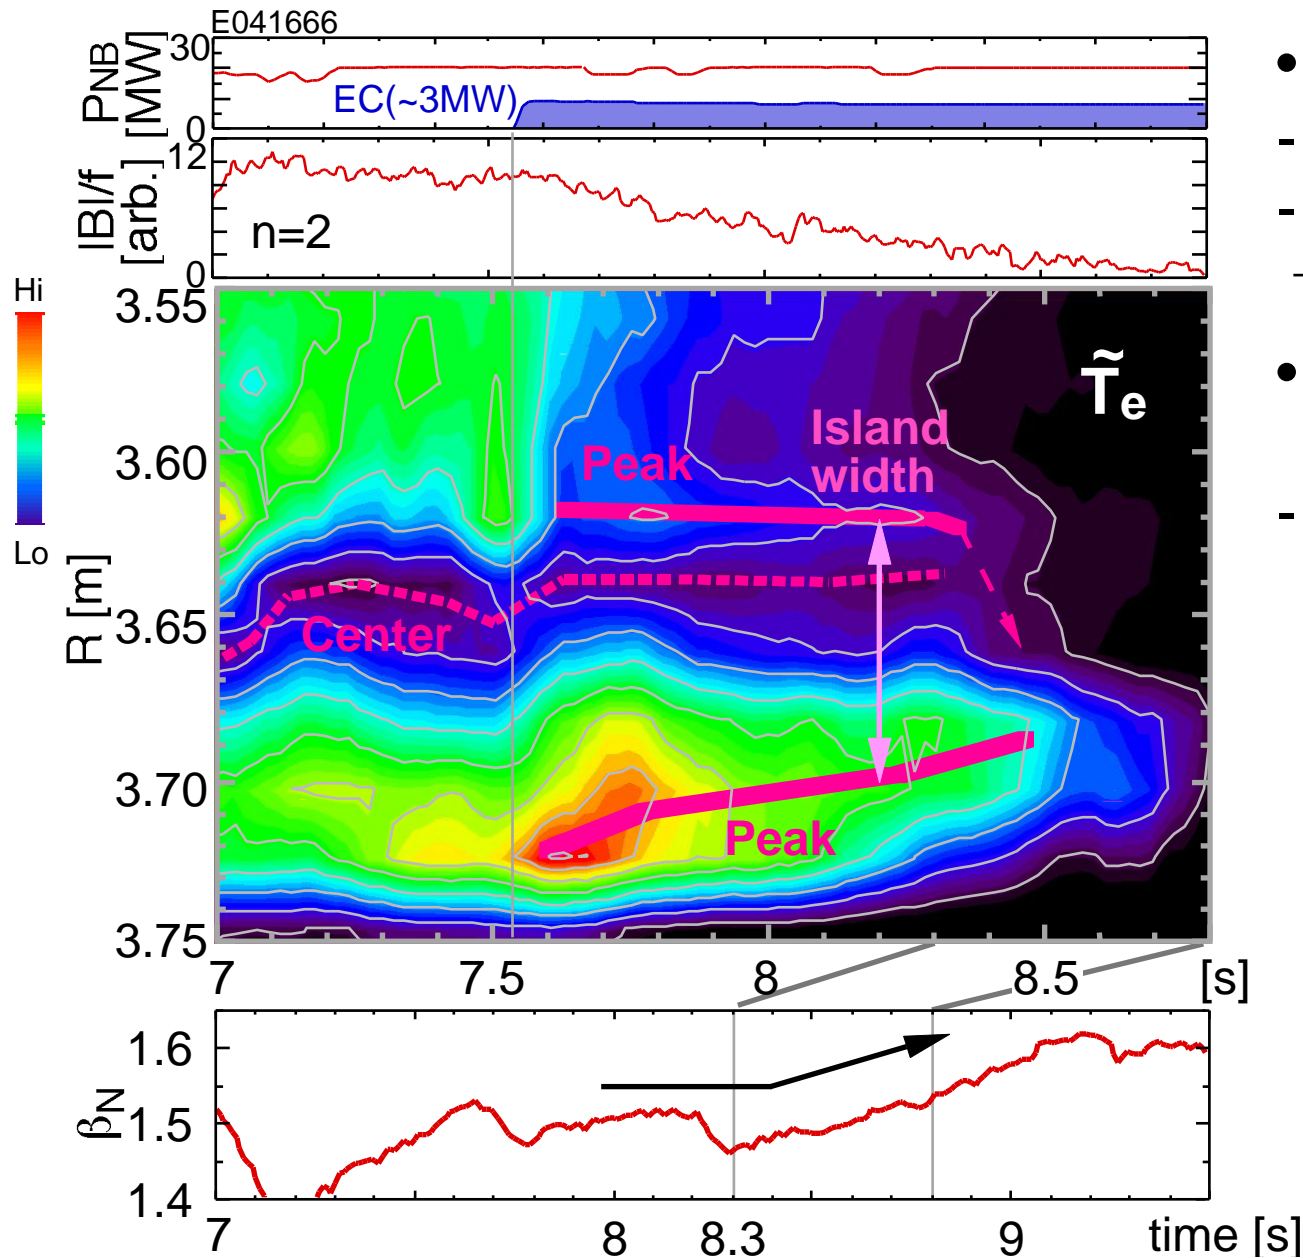 E041666
30
PNB
[MW]
EC(~3MW)
0
12
|B|/f
[arb.]
n=2
0
Hi
Lo
3.55
T̃e
Island
width
3.60
Peak
R [m]
3.65
Center
3.70
Peak
3.75
7
7.5
8
8.5
[s]
1.6
βN
1.5
1.4
7
8
8.3
9
time [s]